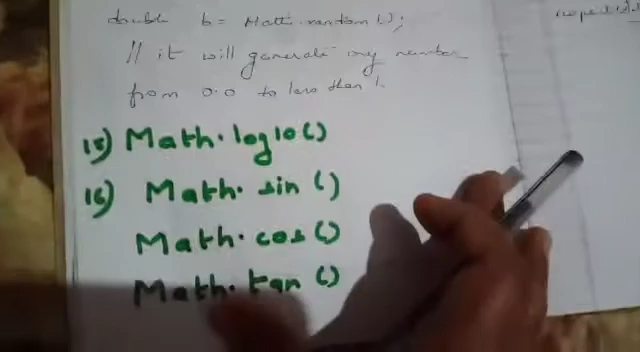 double b= Math.random();
// it will generate any number
from 0.0 to less than 1.
15) Math.log10()
16) Math.sin()
Math.cos()
Math.tan()